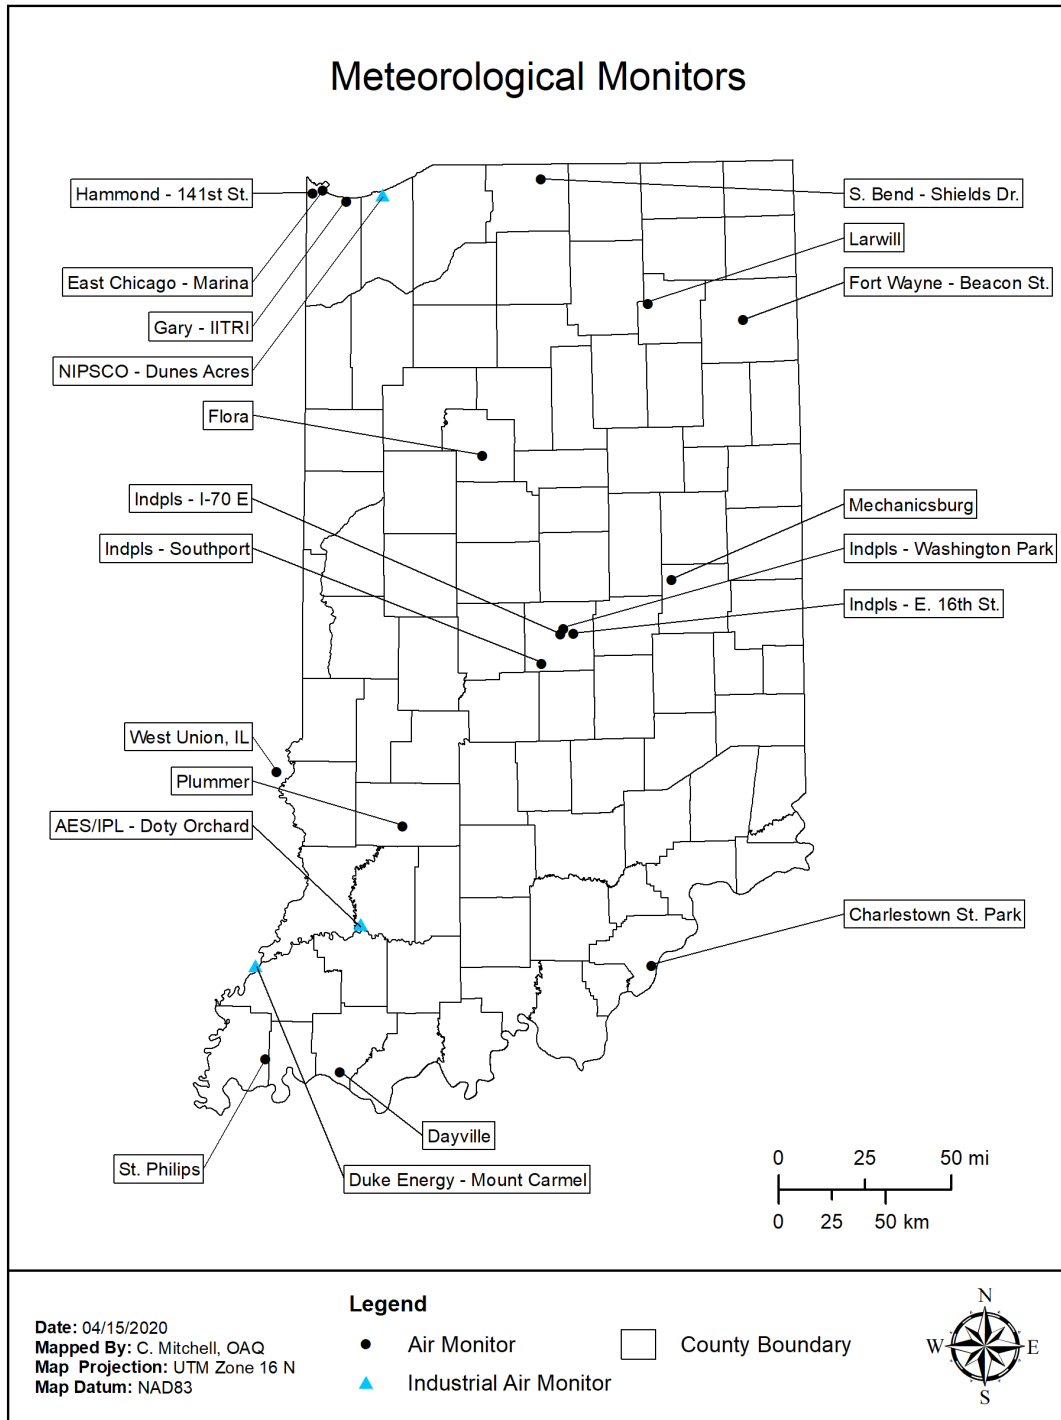 Meteorological Monitors
Hammond - 141st St.
S. Bend - Shields Dr.
Larwill
East Chicago - Marina
Fort Wayne - Beacon St.
Gary - IITRI
NIPSCO - Dunes Acres
Flora
Indpls - I-70 E
Mechanicsburg
Indpls - Southport
Indpls - Washington Park
Indpls - E. 16th St.
West Union, IL
Plummer
AES/IPL - Doty Orchard
Charlestown St. Park
Dayville
St. Philips
Duke Energy - Mount Carmel
0 25 50 mi
0 25 50 km
Legend
Date: 04/15/2020
Mapped By: C. Mitchell, OAQ
Map Projection: UTM Zone 16 N
Map Datum: NAD83
Air Monitor
County Boundary
Industrial Air Monitor
N
W E
S